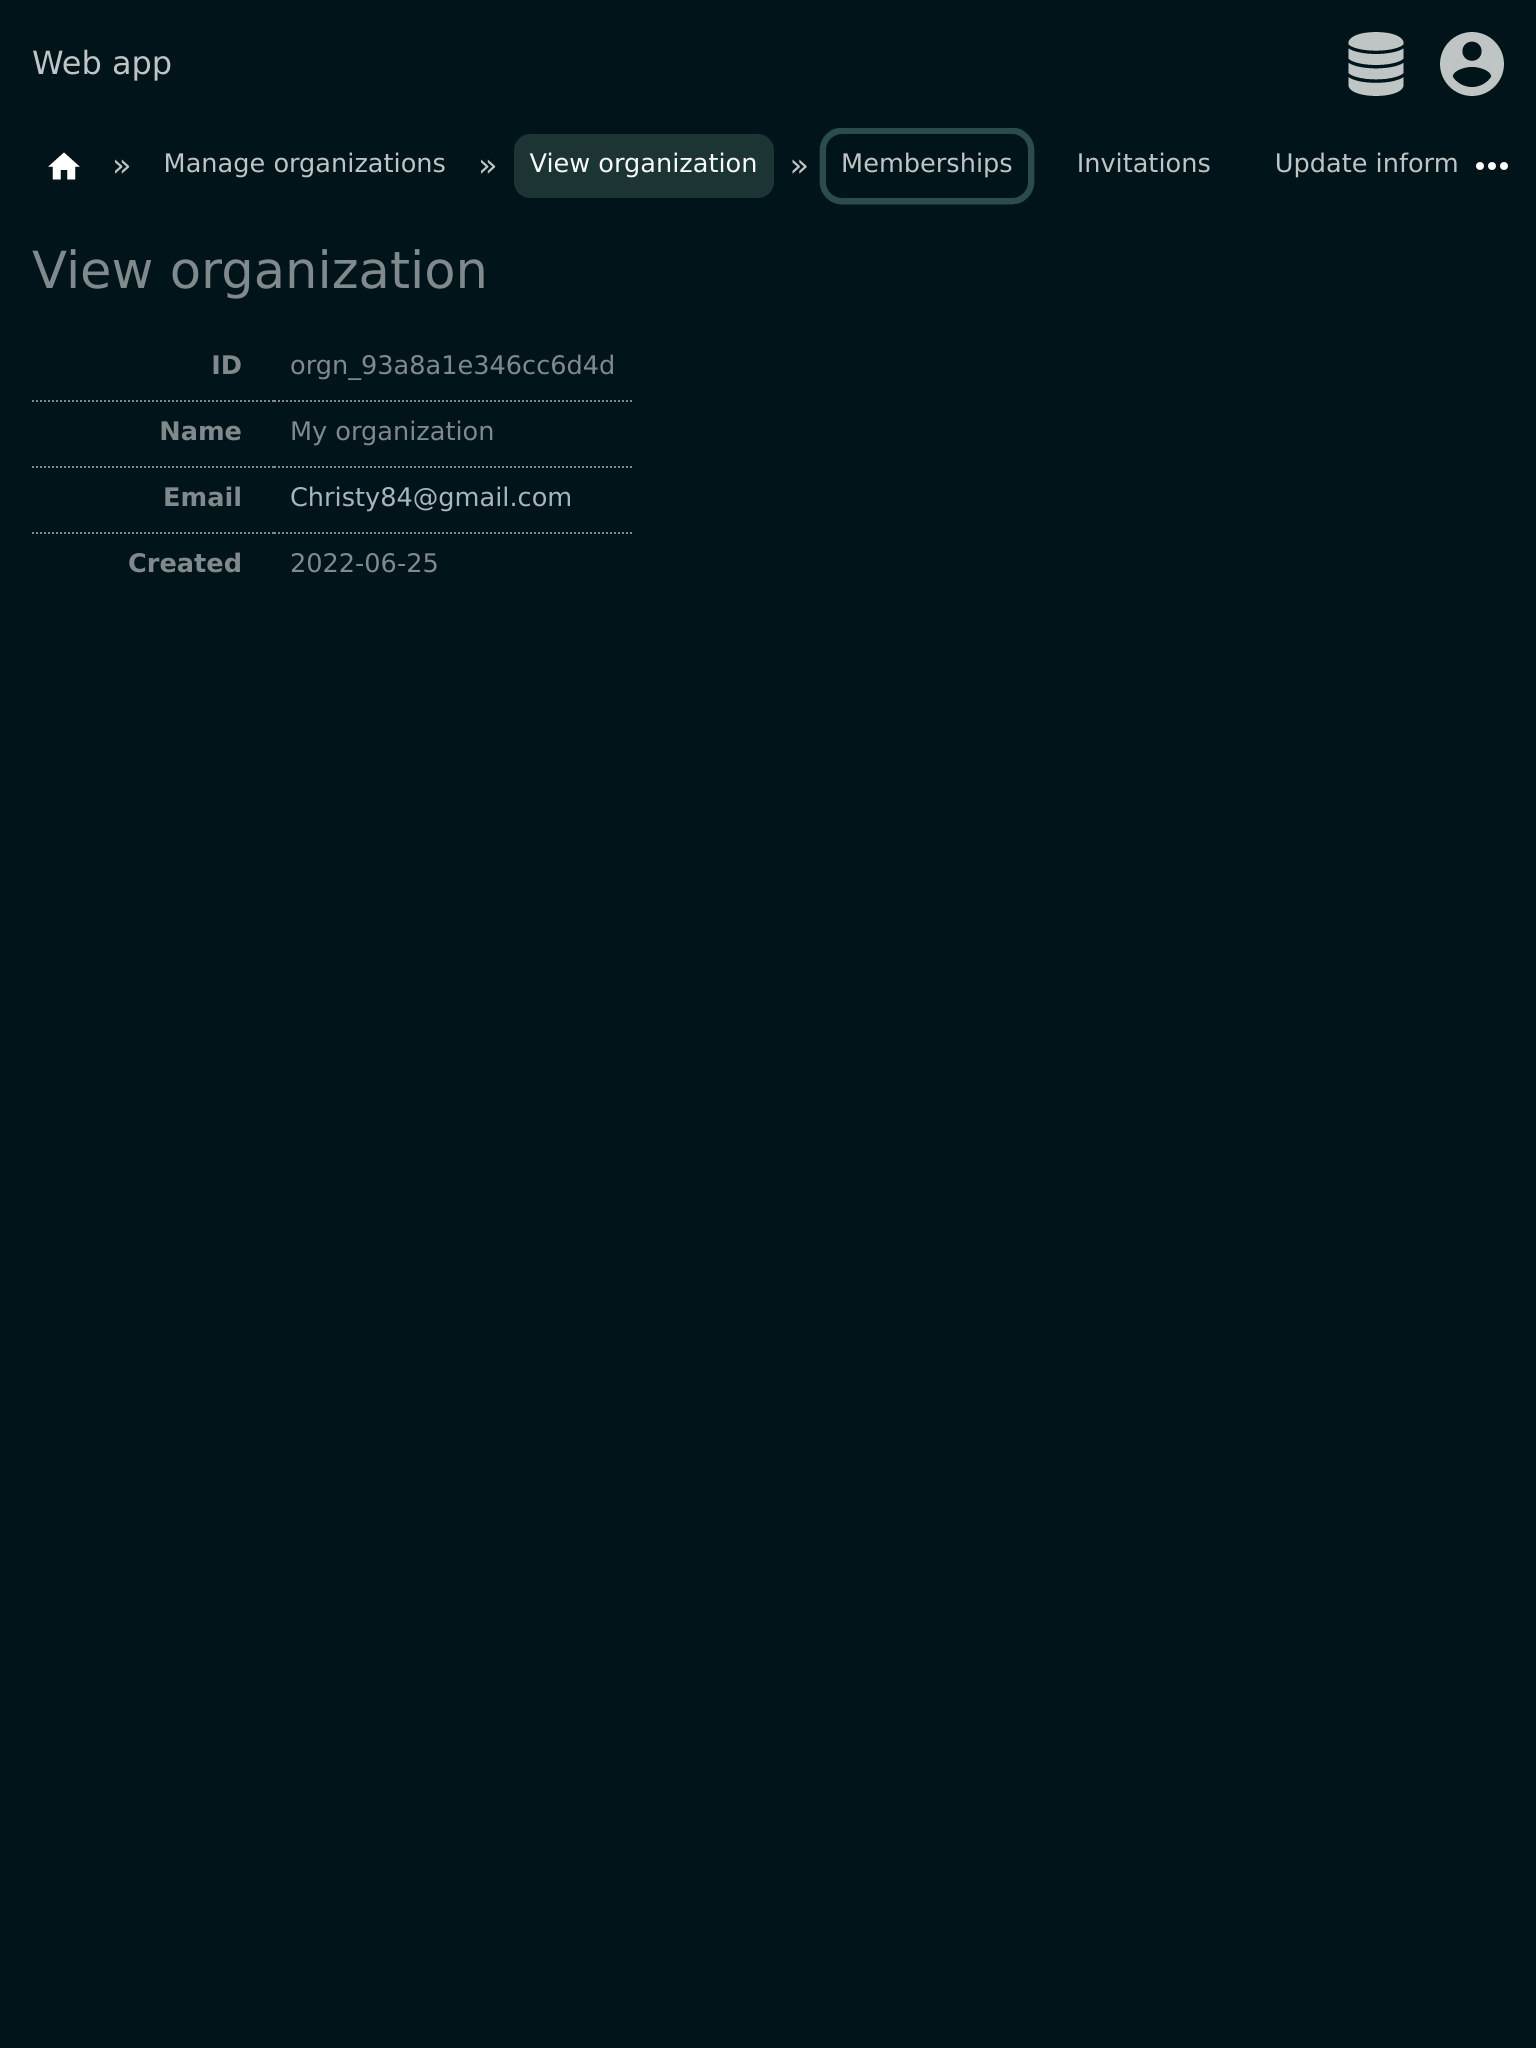 Web app
» Manage organizations » View organization » Memberships Invitations Update inform
View organization
ID orgn_93a8a1e346cc6d4d
Name My organization
Email Christy84@gmail.com
Created 2022-06-25